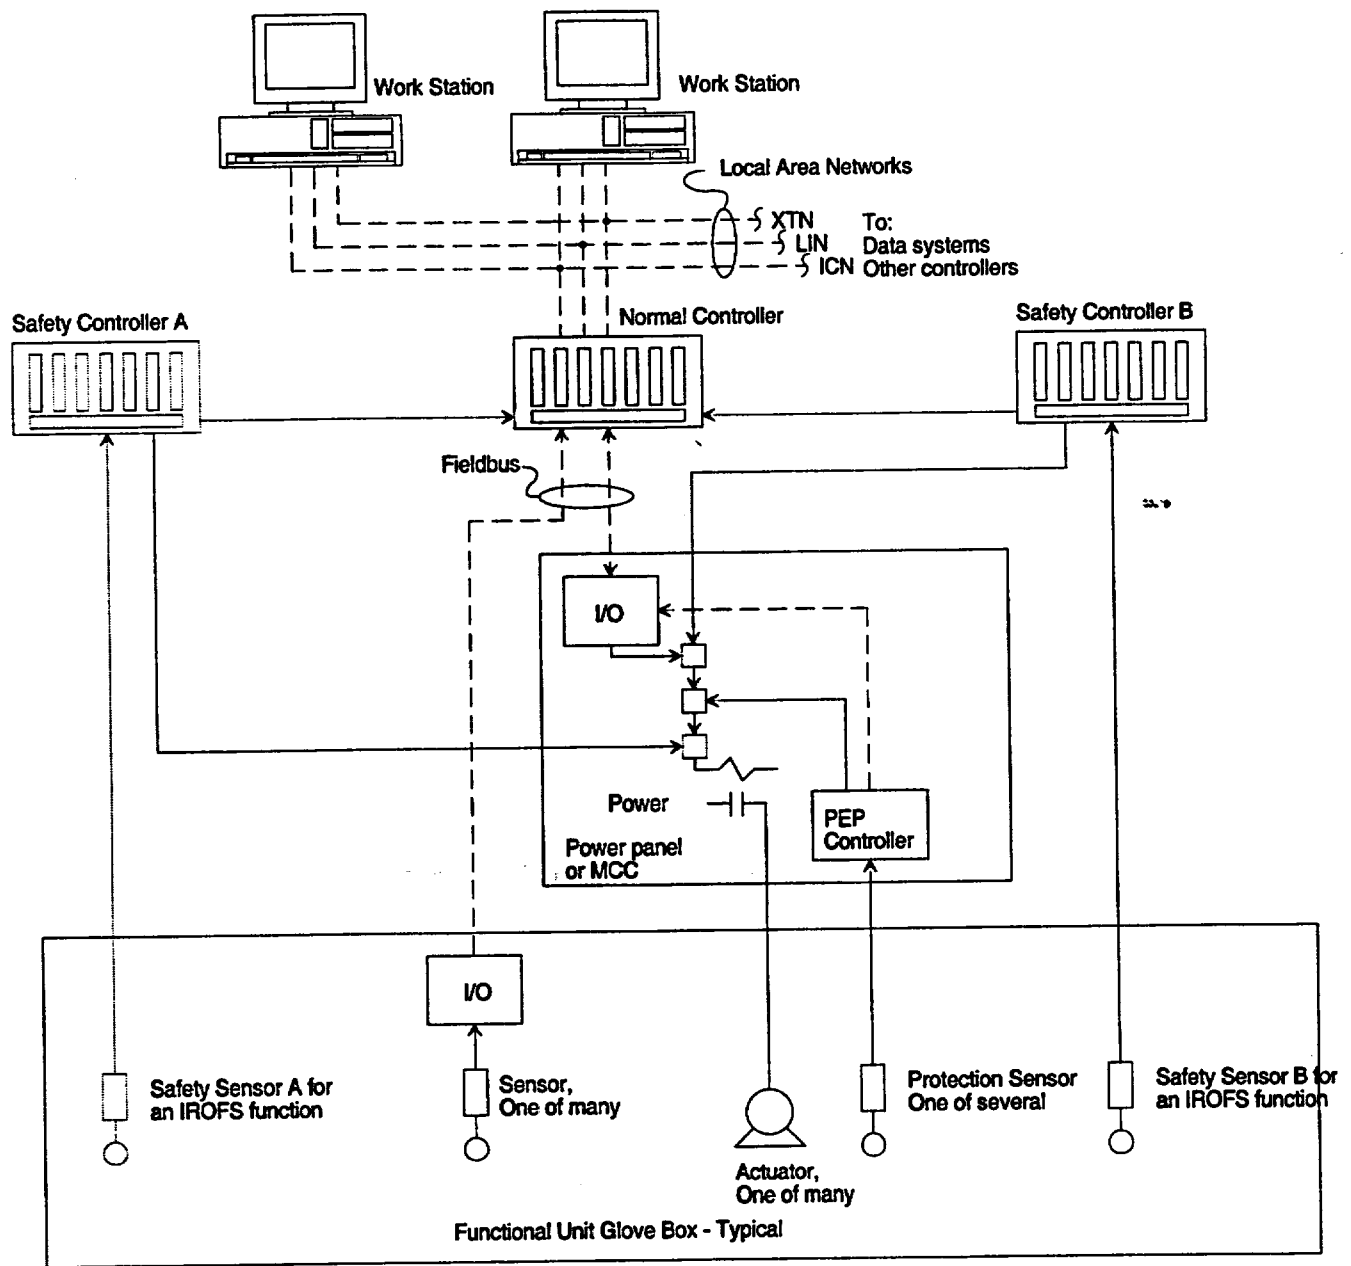 Work Station
Work Station
Local Area Networks
XTN
To:
LIN
Data systems
ICN
Other controllers
Safety Controller A
Normal Controller
Safety Controller B
Fieldbus
I/O
Power
PEP
Controller
Power panel
or MCC
I/O
Safety Sensor A for
an IROFS function
Sensor,
One of many
Protection Sensor
One of several
Safety Sensor B for
an IROFS function
Actuator,
One of many
Functional Unit Glove Box - Typical